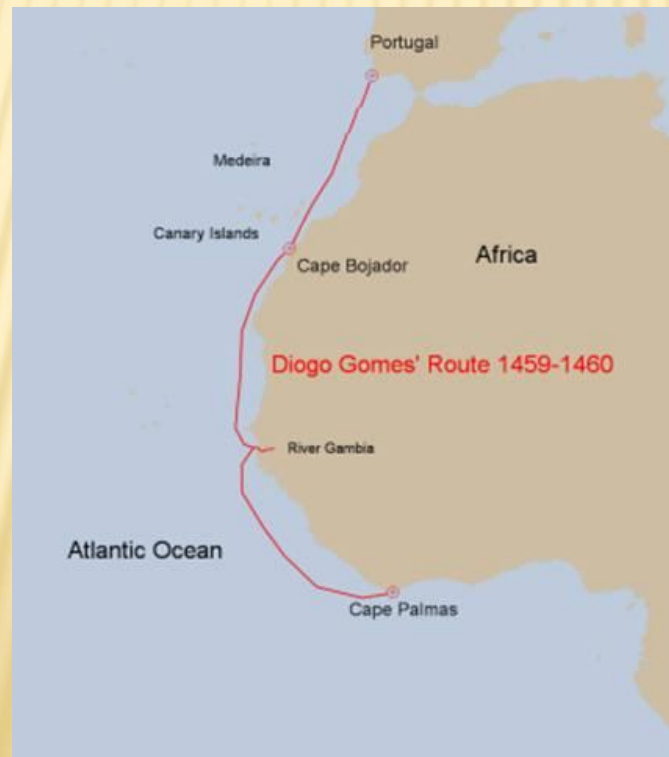 Portugal
Medeira
Canary Islands
Cape Bojador
Africa
Diogo Gomes' Route 1459-1460
River Gambia
Atlantic Ocean
Cape Palmas